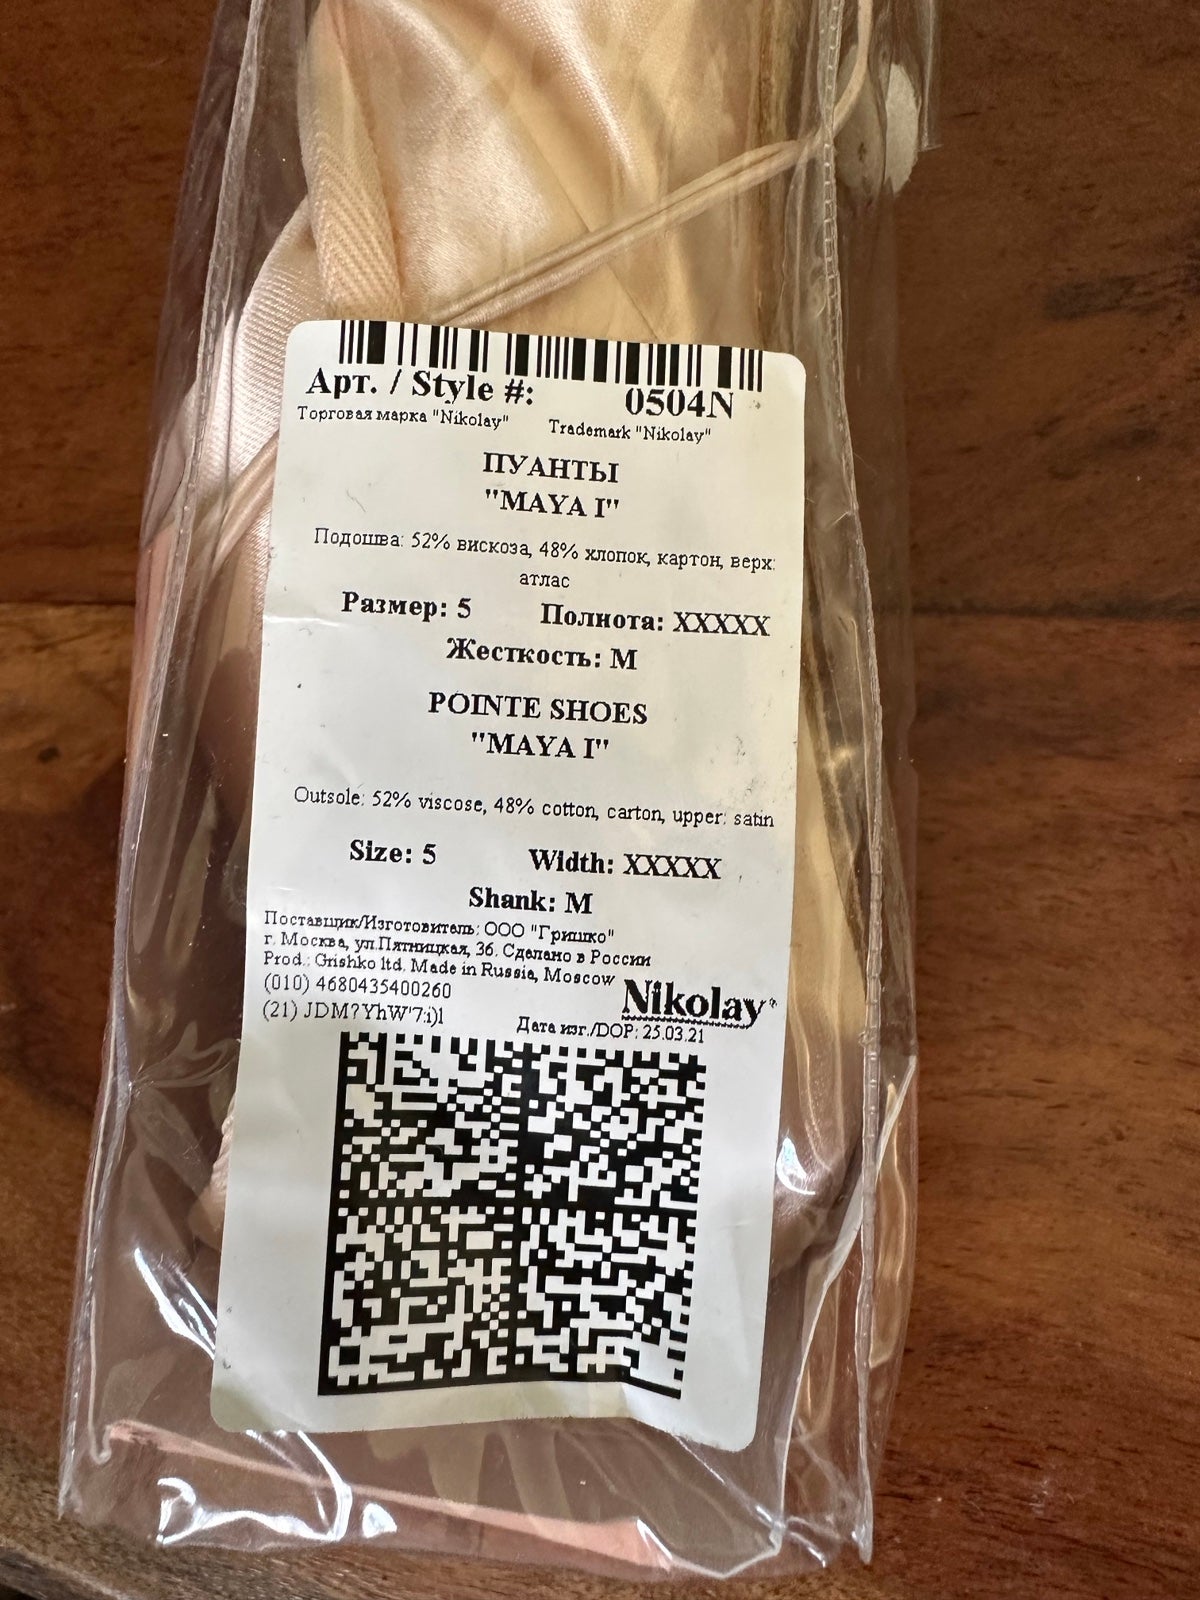 Арт. / Style #: 0504N
Торговая марка "Nikolay" Trademark "Nikolay"
ПУАНТЫ
"MAYA I"
Подошва: 52% вискоза, 48% хлопок, картон, верх:
атлас
Размер: 5 Полнота: XXXXX
Жесткость: M
POINTE SHOES
"MAYA I"
Outsole: 52% viscose, 48% cotton, carton, upper: satin
Size: 5 Width: XXXXX
Shank: M
Поставщик/Изготовитель: ООО "Гришко"
г. Москва, ул.Пятницкая, 36. Сделано в России
Prod.: Grishko ltd. Made in Russia, Moscow
(010) 4680435400260
Nikolay
(21) JDM?YhW'7:i)l
Дата изг./DOP: 25.03.21